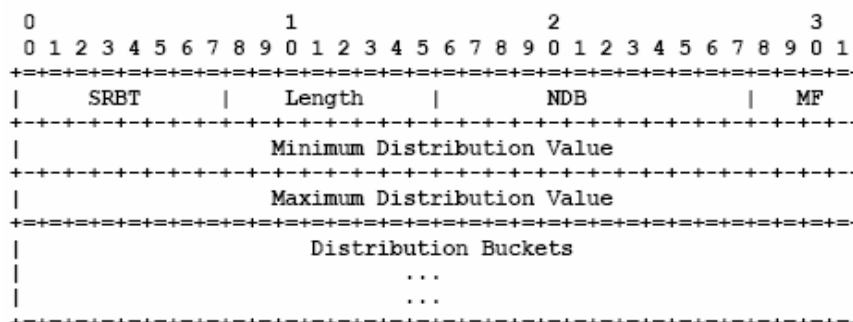 0                   1                   2                   3
0 1 2 3 4 5 6 7 8 9 0 1 2 3 4 5 6 7 8 9 0 1 2 3 4 5 6 7 8 9 0 1
+=+=+=+=+=+=+=+=+=+=+=+=+=+=+=+=+=+=+=+=+=+=+=+=+=+=+=+=+=+=+=+=
|     SRBT      |    Length     |          NDB          |   MF
+-+-+-+-+-+-+-+-+-+-+-+-+-+-+-+-+-+-+-+-+-+-+-+-+-+-+-+-+-+-+-+-
|                  Minimum Distribution Value
+-+-+-+-+-+-+-+-+-+-+-+-+-+-+-+-+-+-+-+-+-+-+-+-+-+-+-+-+-+-+-+-
|                  Maximum Distribution Value
+=+=+=+=+=+=+=+=+=+=+=+=+=+=+=+=+=+=+=+=+=+=+=+=+=+=+=+=+=+=+=+=
|                     Distribution Buckets
|                            ...
|                            ...
+=+=+=+=+=+=+=+=+=+=+=+=+=+=+=+=+=+=+=+=+=+=+=+=+=+=+=+=+=+=+=+=